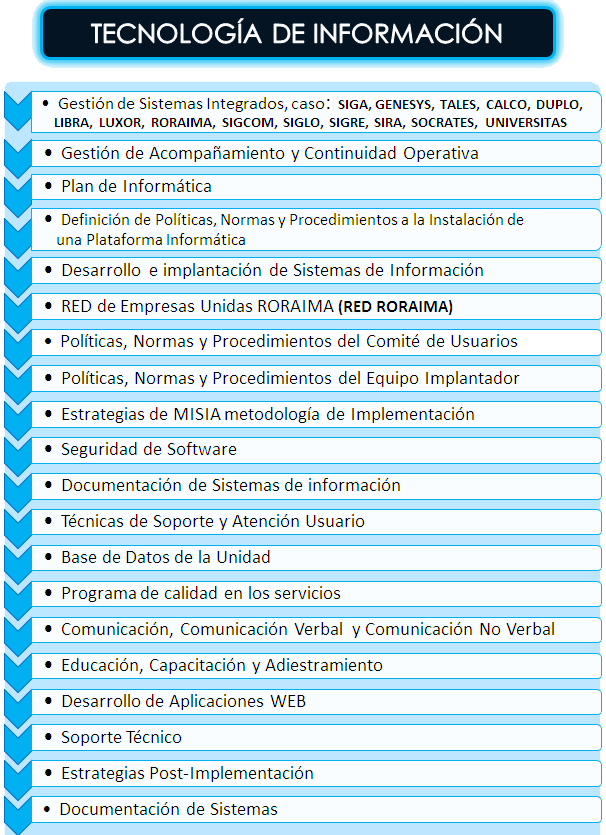 TECNOLOGÍA DE INFORMACIÓN
• Gestión de Sistemas Integrados, caso: SIGA, GENESYS, TALES, CALCO, DUPLO,
LIBRA, LUXOR, RORAIMA, SIGCOM, SIGLO, SIGRE, SIRA, SOCRATES, UNIVERSITAS
• Gestión de Acompañamiento y Continuidad Operativa
• Plan de Informática
• Definición de Políticas, Normas y Procedimientos a la Instalación de
una Plataforma Informática
• Desarrollo e implantación de Sistemas de Información
• RED de Empresas Unidas RORAIMA (RED RORAIMA)
• Políticas, Normas y Procedimientos del Comité de Usuarios
• Políticas, Normas y Procedimientos del Equipo Implantador
• Estrategias de MISIA metodología de Implementación
• Seguridad de Software
• Documentación de Sistemas de información
• Técnicas de Soporte y Atención Usuario
• Base de Datos de la Unidad
• Programa de calidad en los servicios
• Comunicación, Comunicación Verbal y Comunicación No Verbal
• Educación, Capacitación y Adiestramiento
• Desarrollo de Aplicaciones WEB
• Soporte Técnico
• Estrategias Post-Implementación
• Documentación de Sistemas